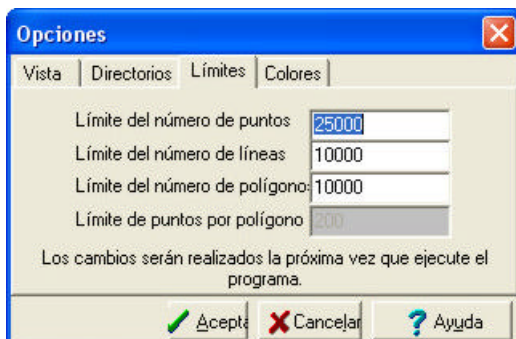 Opciones
Vista Directorios Límites Colores
Límite del número de puntos 25000
Límite del número de líneas 10000
Límite del número de polígono: 10000
Límite de puntos por polígono 200
Los cambios serán realizados la próxima vez que ejecute el
programa.
Acepta Cancelar Ayuda